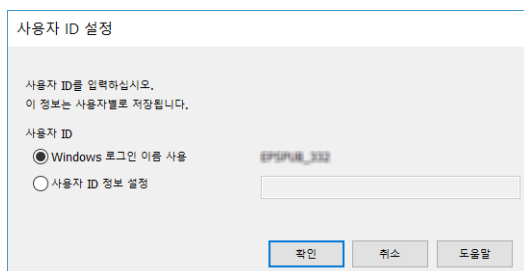 사용자 ID 설정
사용자 ID를 입력하십시오.
이 정보는 사용자별로 저장됩니다.
사용자 ID
Windows 로그인 이름 사용
사용자 ID 정보 설정
확인 취소 도움말